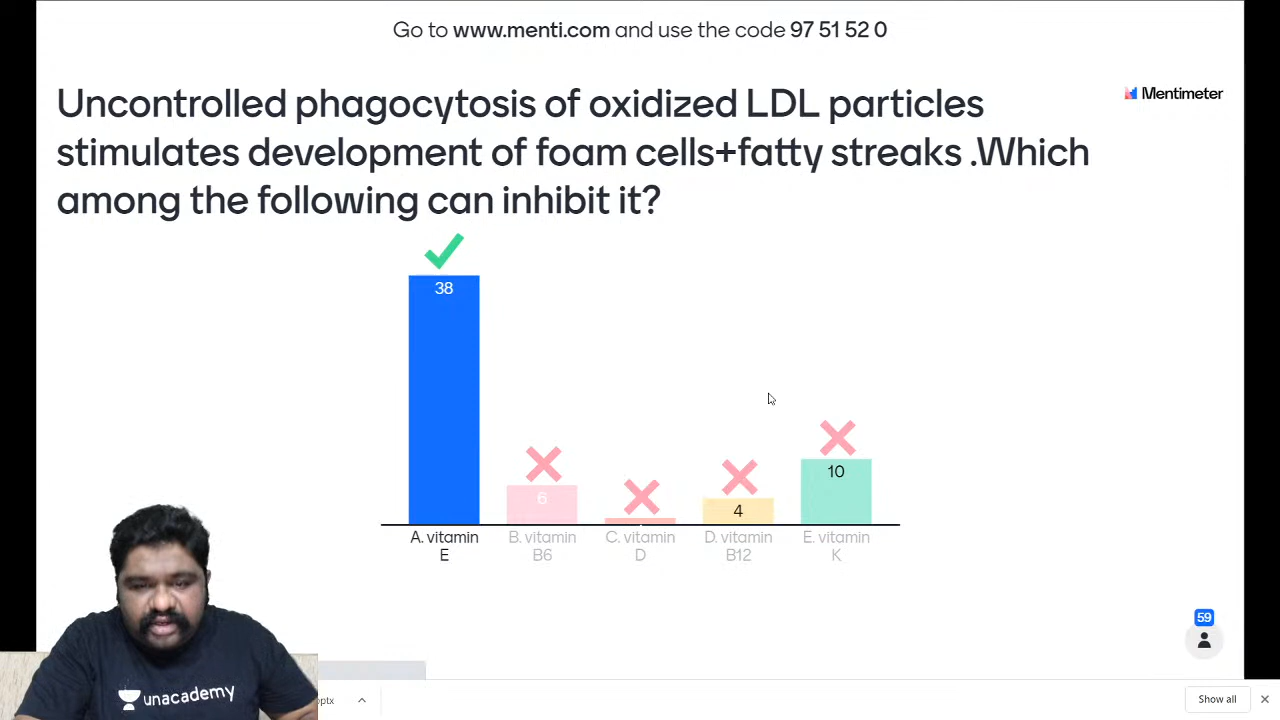 Go to www.menti.com and use the code 97 51 52 0
Mentimeter
Uncontrolled phagocytosis of oxidized LDL particles
stimulates development of foam cells+fatty streaks .Which
among the following can inhibit it?
38
6
4
10
A. vitamin
E
B. vitamin
B6
C. vitamin
D
D. vitamin
B12
E. vitamin
K
59
unacademy
Show all